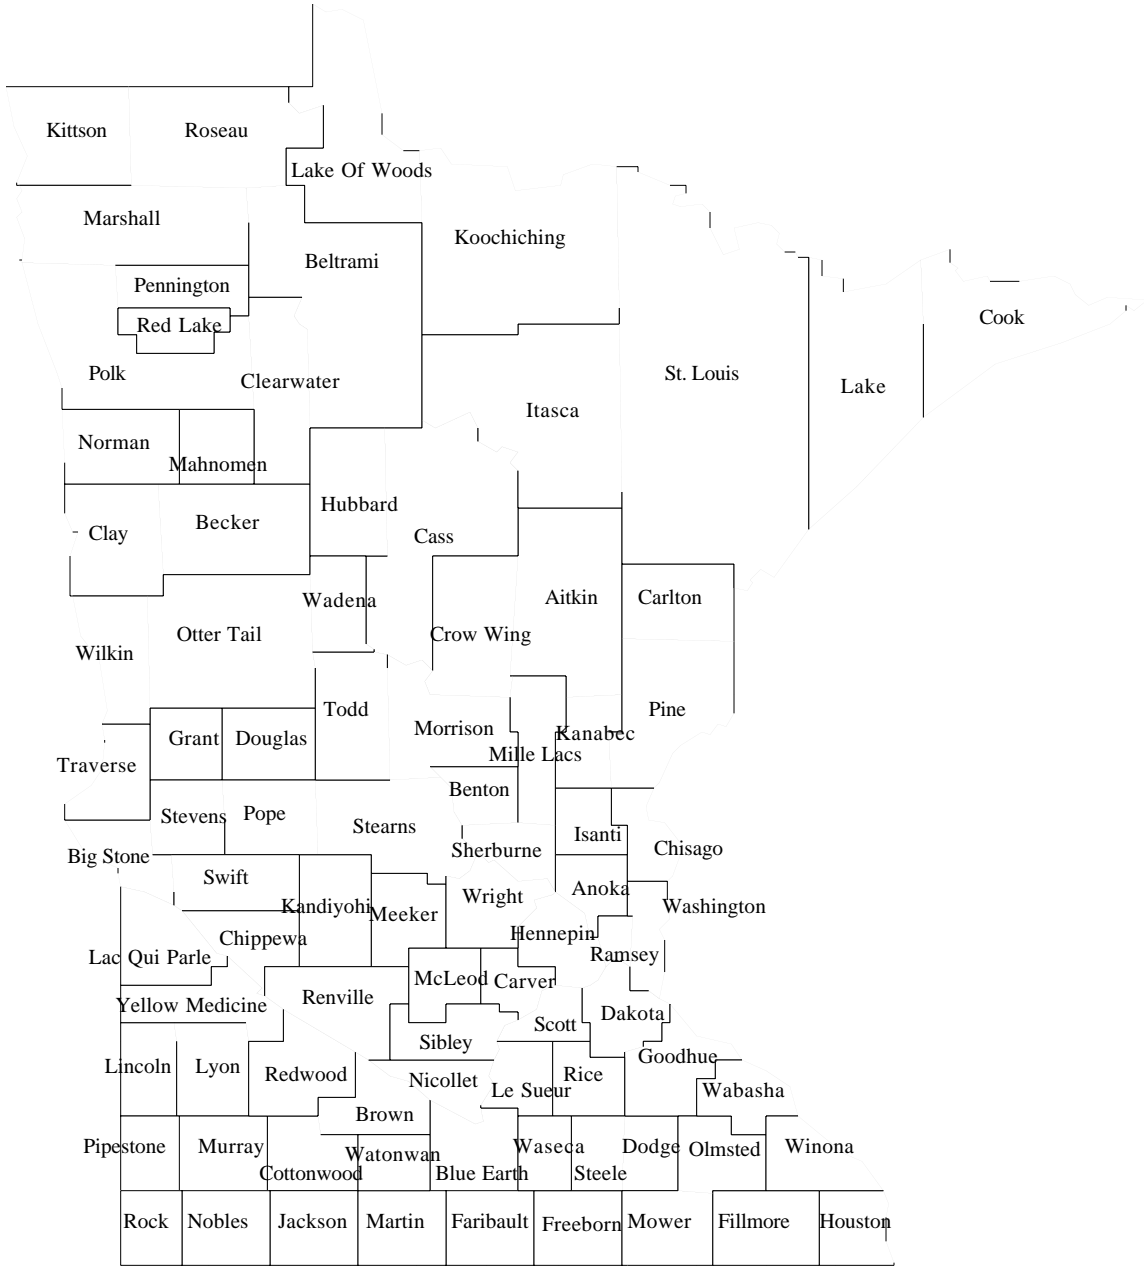 Kittson
Roseau
Lake Of Woods
Marshall
Koochiching
Beltrami
Pennington
Red Lake
Cook
Polk
Clearwater
St. Louis
Lake
Itasca
Norman
Mahnomen
Hubbard
Becker
Clay
Cass
Wadena
Aitkin
Carlton
Otter Tail
Crow Wing
Wilkin
Todd
Pine
Morrison
Kanabec
Grant
Douglas
Mille Lacs
Traverse
Benton
Stevens
Pope
Stearns
Isanti
Sherburne
Chisago
Big Stone
Swift
Anoka
Wright
Kandiyohi
Meeker
Washington
Hennepin
Chippewa
Ramsey
Lac Qui Parle
McLeod
Carver
Renville
Yellow Medicine
Dakota
Scott
Sibley
Goodhue
Lincoln
Lyon
Redwood
Nicollet
Rice
Le Sueur
Wabasha
Brown
Pipestone
Murray
Waseca
Dodge
Olmsted
Winona
Watonwan
Cottonwood
Blue Earth
Steele
Rock
Nobles
Jackson
Martin
Faribault
Freeborn
Mower
Fillmore
Houston